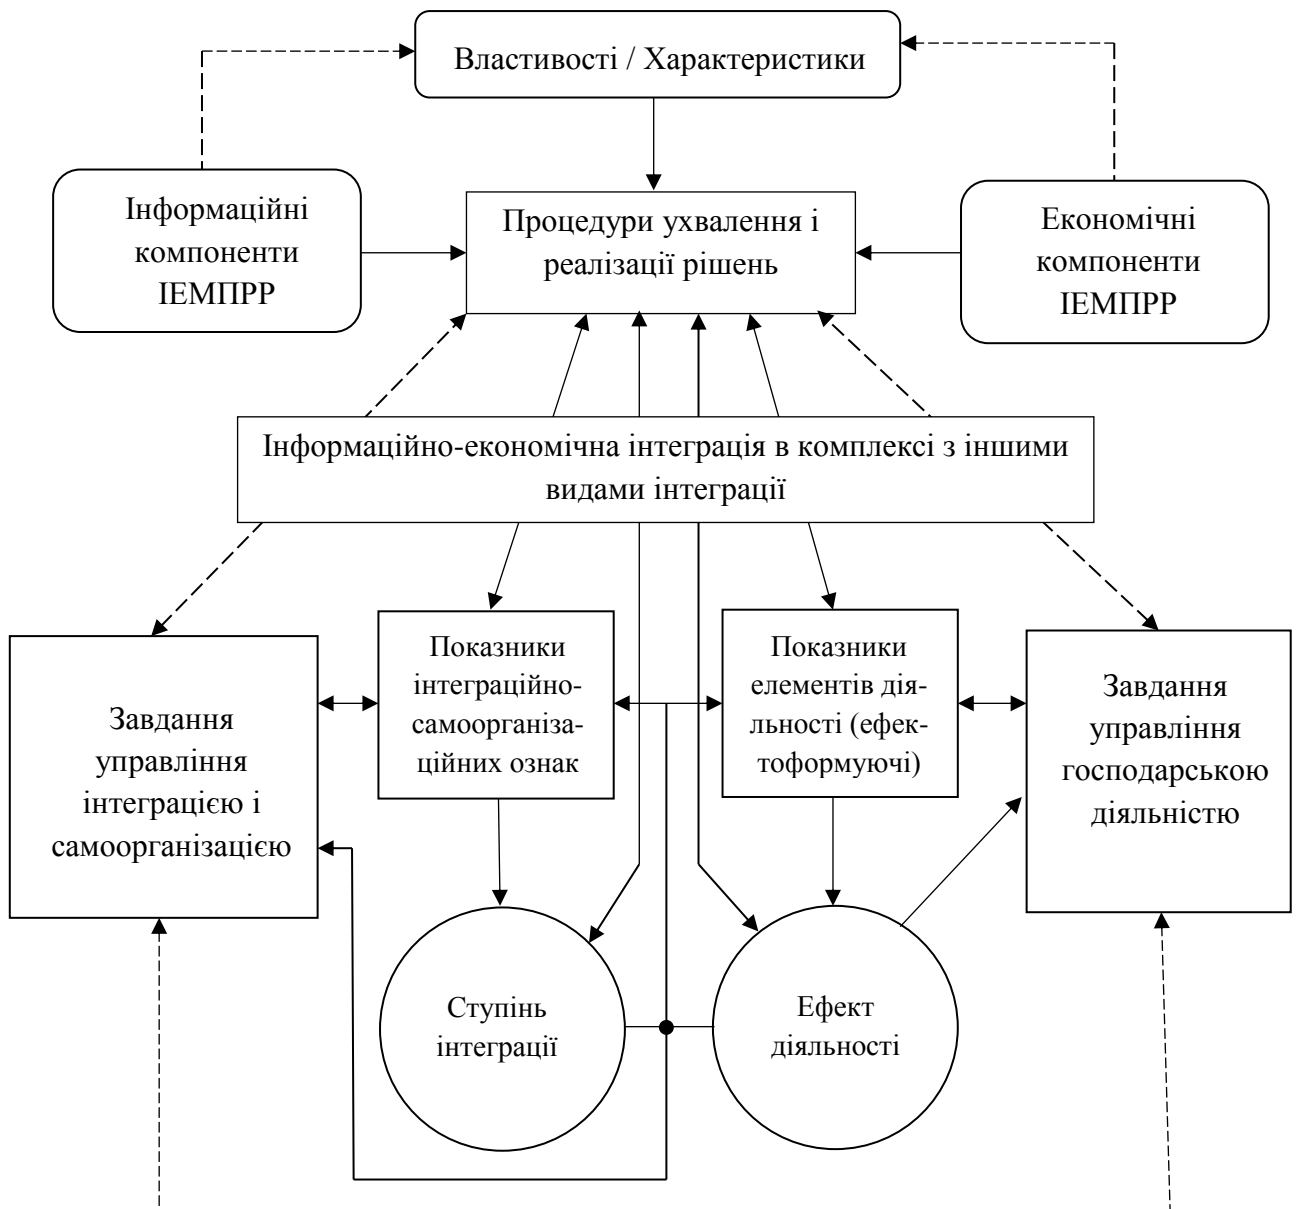 Властивості / Характеристики
Інформаційні
компоненти
ІЕМПРР
Процедури ухвалення і
реалізації рішень
Економічні
компоненти
ІЕМПРР
Інформаційно-економічна інтеграція в комплексі з іншими
видами інтеграції
Завдання
управління
інтеграцією і
самоорганізацією
Показники
інтеграційно-
самоорганіза-
ційних ознак
Показники
елементів дія-
льності (ефек-
тоформуючі)
Завдання
управління
господарською
діяльністю
Ступінь
інтеграції
Ефект
діяльності